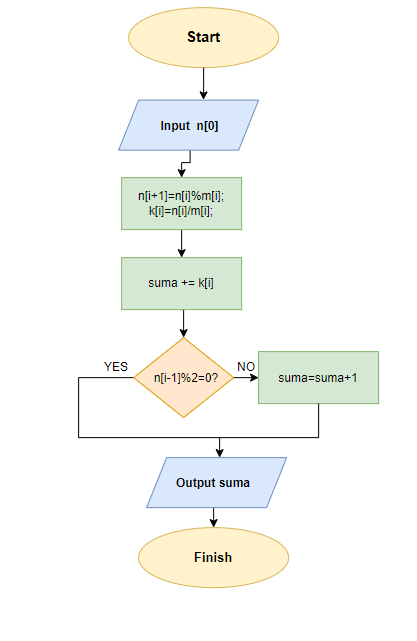 Start
Input n[0]
n[i+1]=n[i]%m[i];
k[i]=n[i]/m[i];
suma += k[i]
YES
n[i-1]%2=0?
NO
suma=suma+1
Output suma
Finish